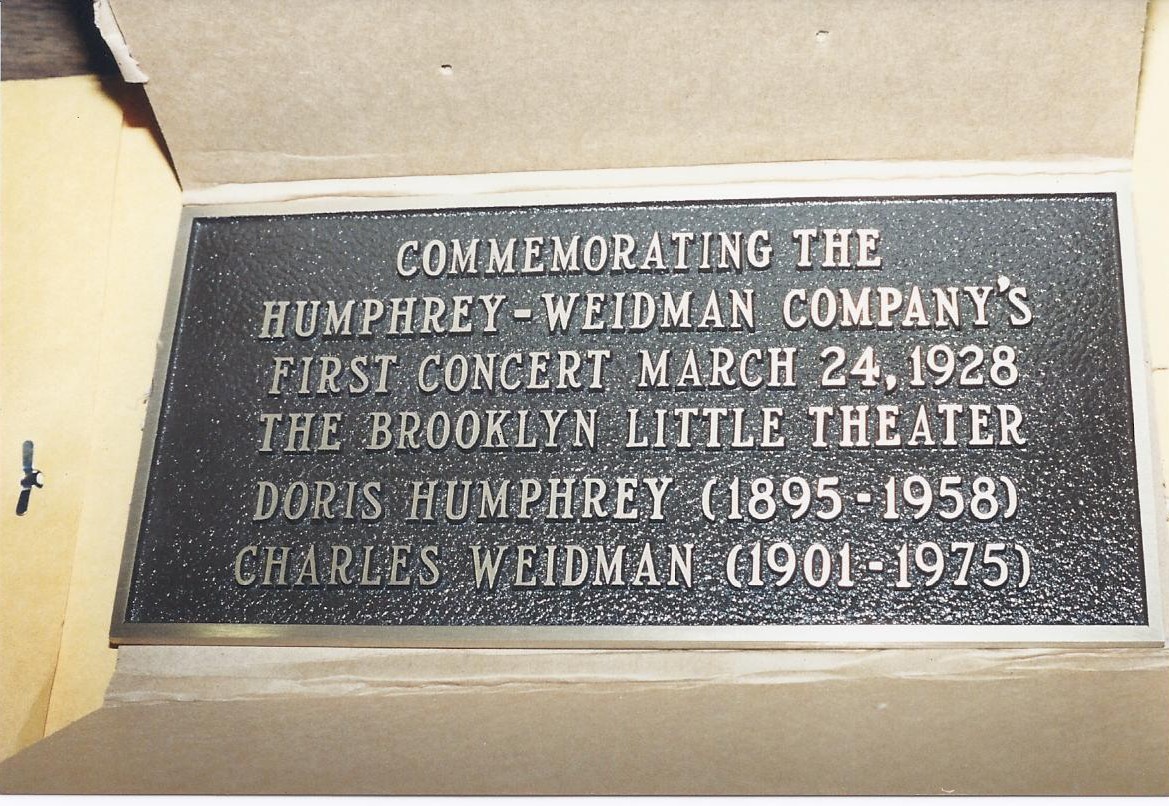 COMMEMORATING THE
HUMPHREY-WEIDMAN COMPANY'S
FIRST CONCERT MARCH 24, 1928
THE BROOKLYN LITTLE THEATER
DORIS HUMPHREY (1895-1958)
CHARLES WEIDMAN (1901-1975)